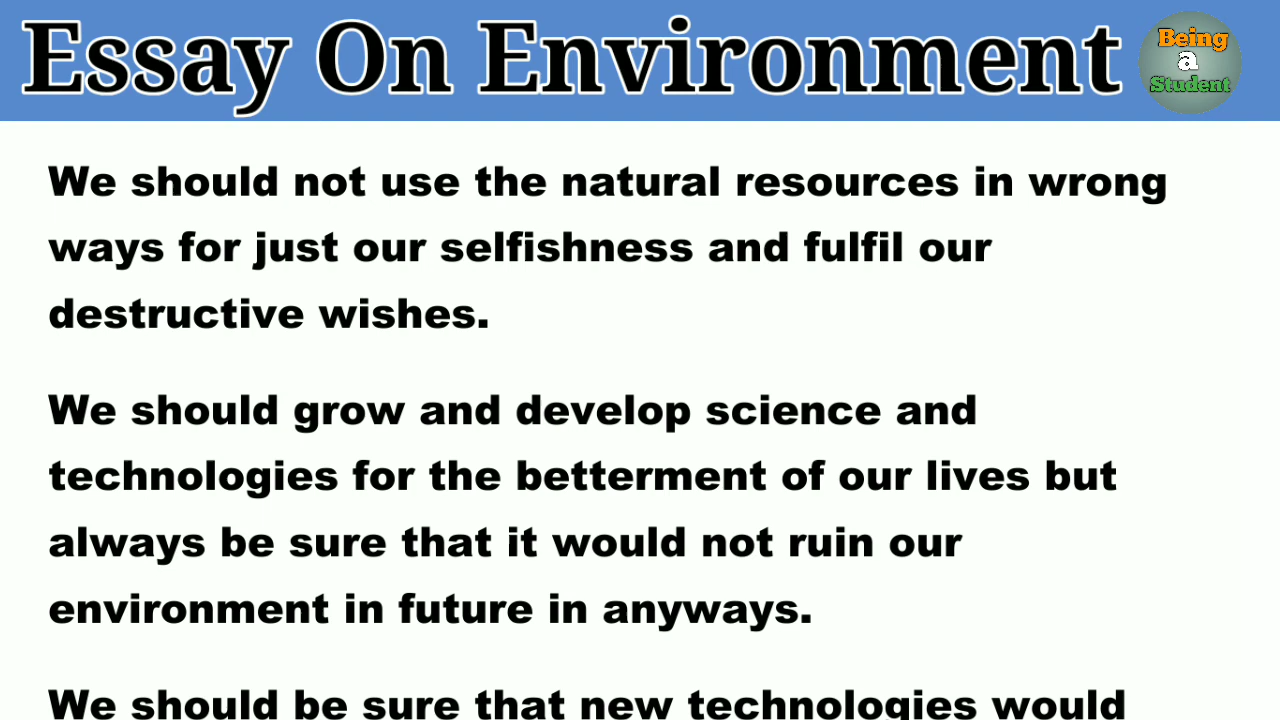 Essay On Environment
Being
a
Student
We should not use the natural resources in wrong
ways for just our selfishness and fulfil our
destructive wishes.
We should grow and develop science and
technologies for the betterment of our lives but
always be sure that it would not ruin our
environment in future in anyways.
We should be sure that new technologies would